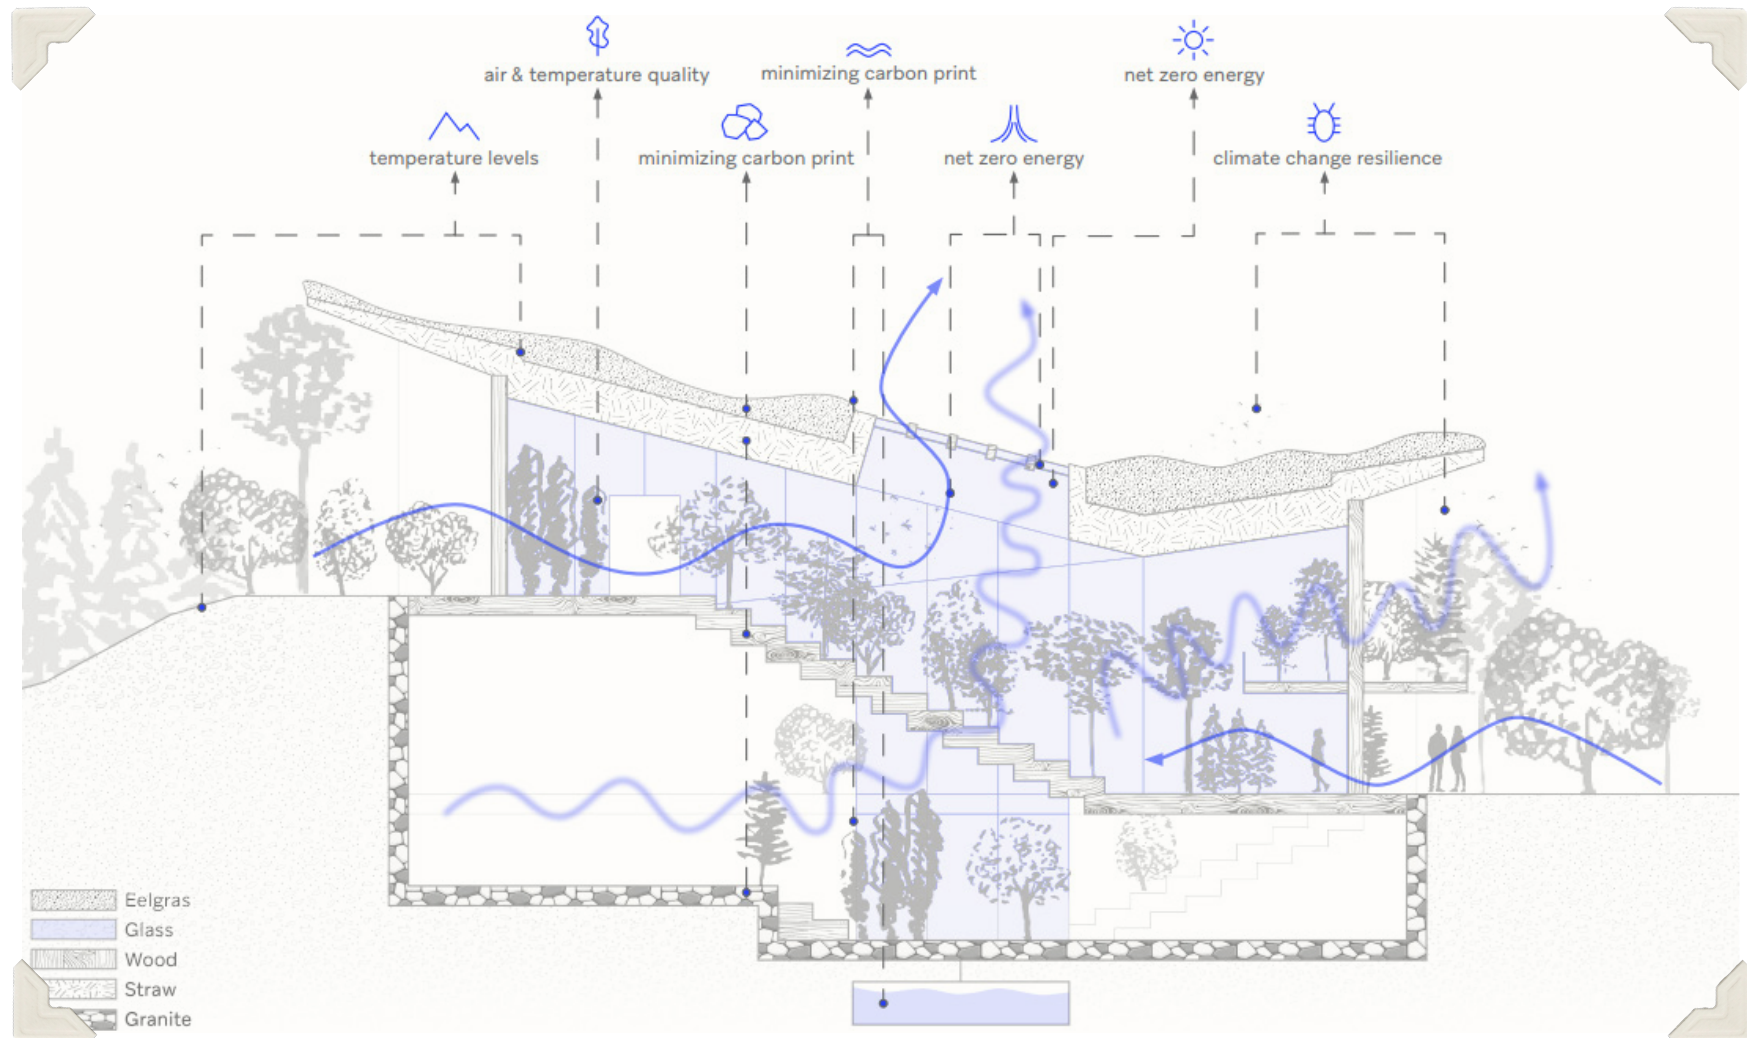 air & temperature quality
minimizing carbon print
net zero energy
temperature levels
minimizing carbon print
net zero energy
climate change resilience
Eelgras
Glass
Wood
Straw
Granite